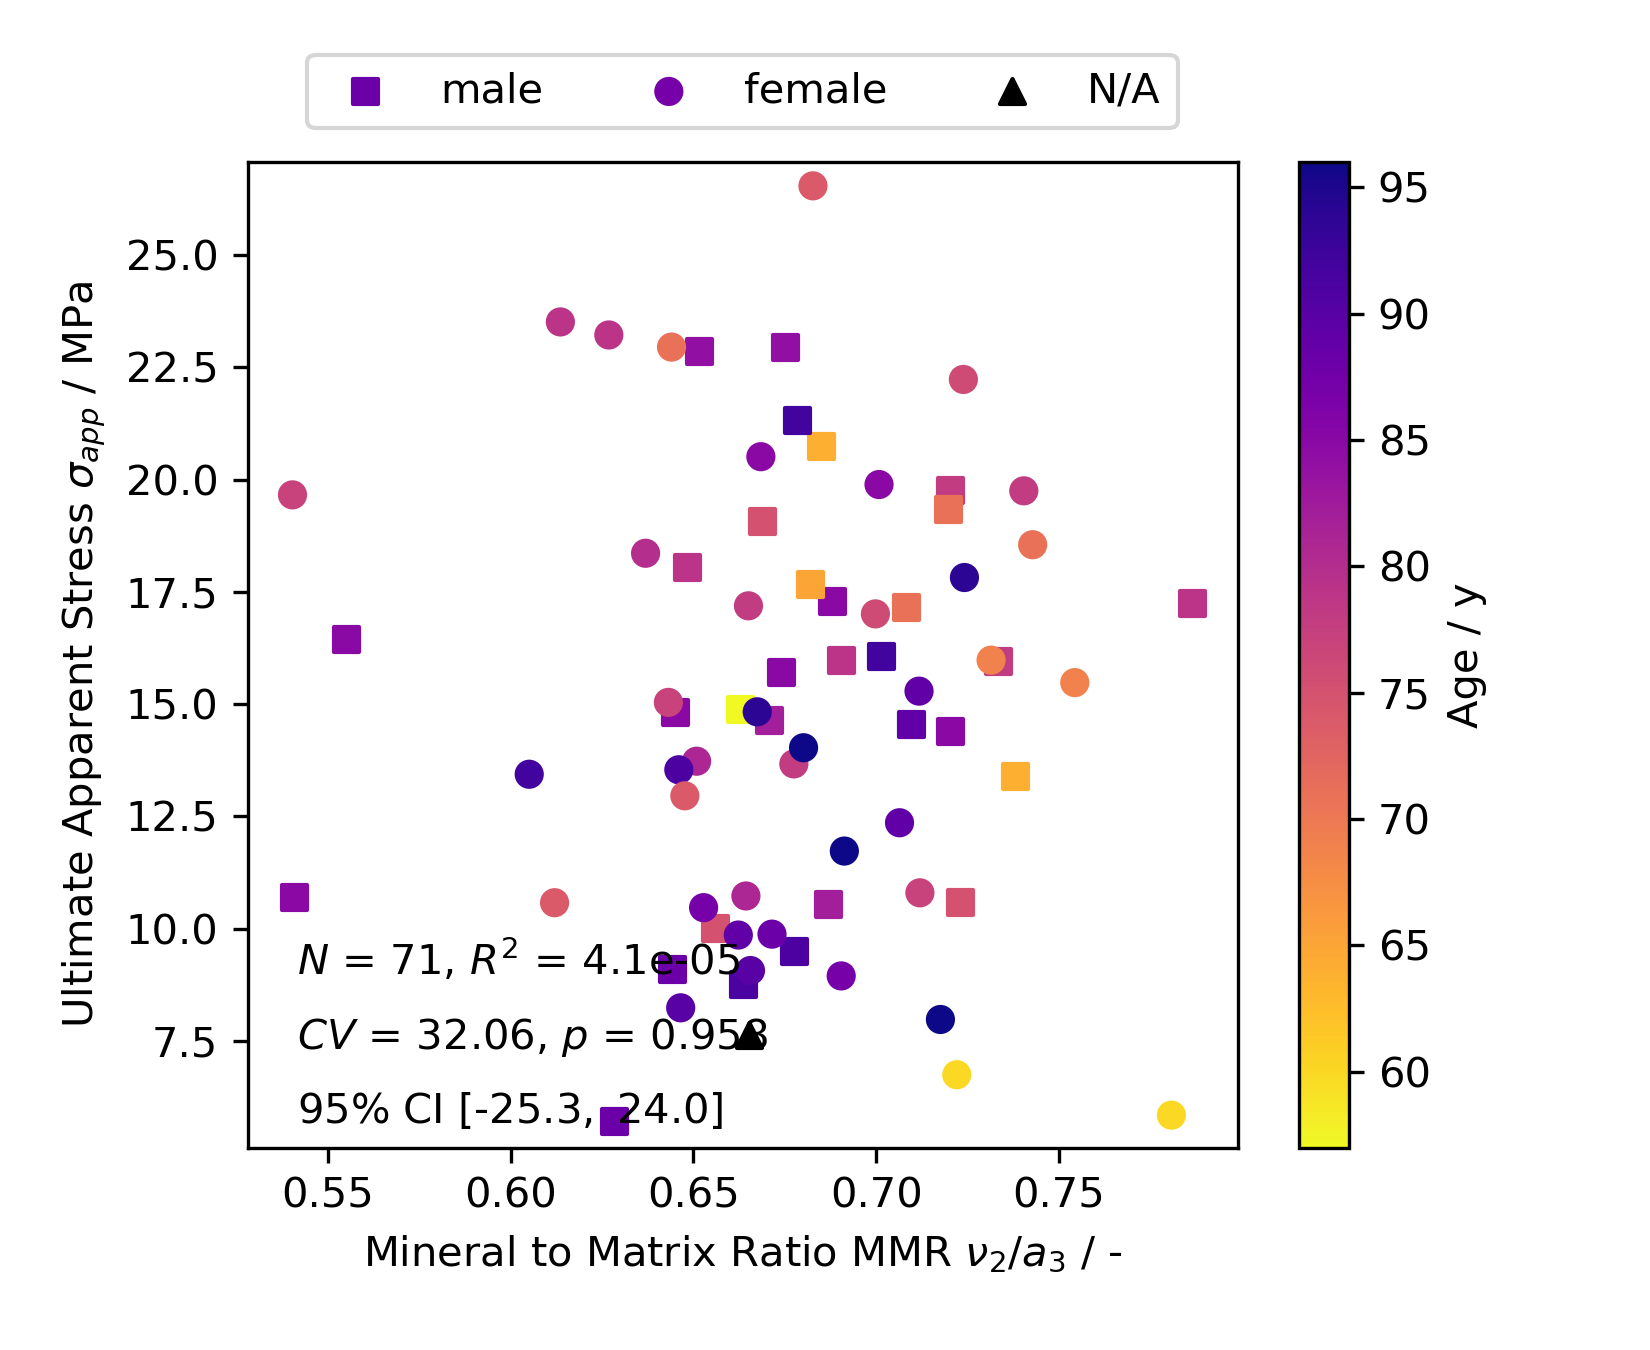 male female N/A
25.0
22.5
20.0
17.5
15.0
12.5
10.0
7.5
Ultimate Apparent Stress σapp / MPa
N = 71, R² = 4.1e-05
CV = 32.06, p = 0.958
95% CI [-25.3, 24.0]
0.55 0.60 0.65 0.70 0.75
Mineral to Matrix Ratio MMR ν₂/a₃ / -
95
90
85
80
75
70
65
60
Age / y